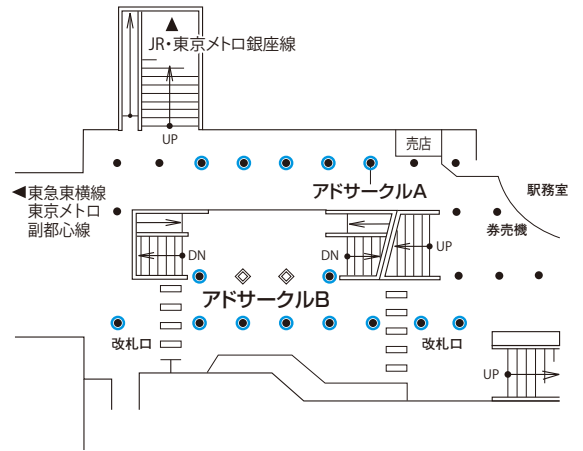 ▲
JR・東京メトロ銀座線
UP
売店
アドサークルA
駅務室
◀東急東横線
東京メトロ
副都心線
券売機
DN
DN
UP
アドサークルB
改札口
改札口
UP